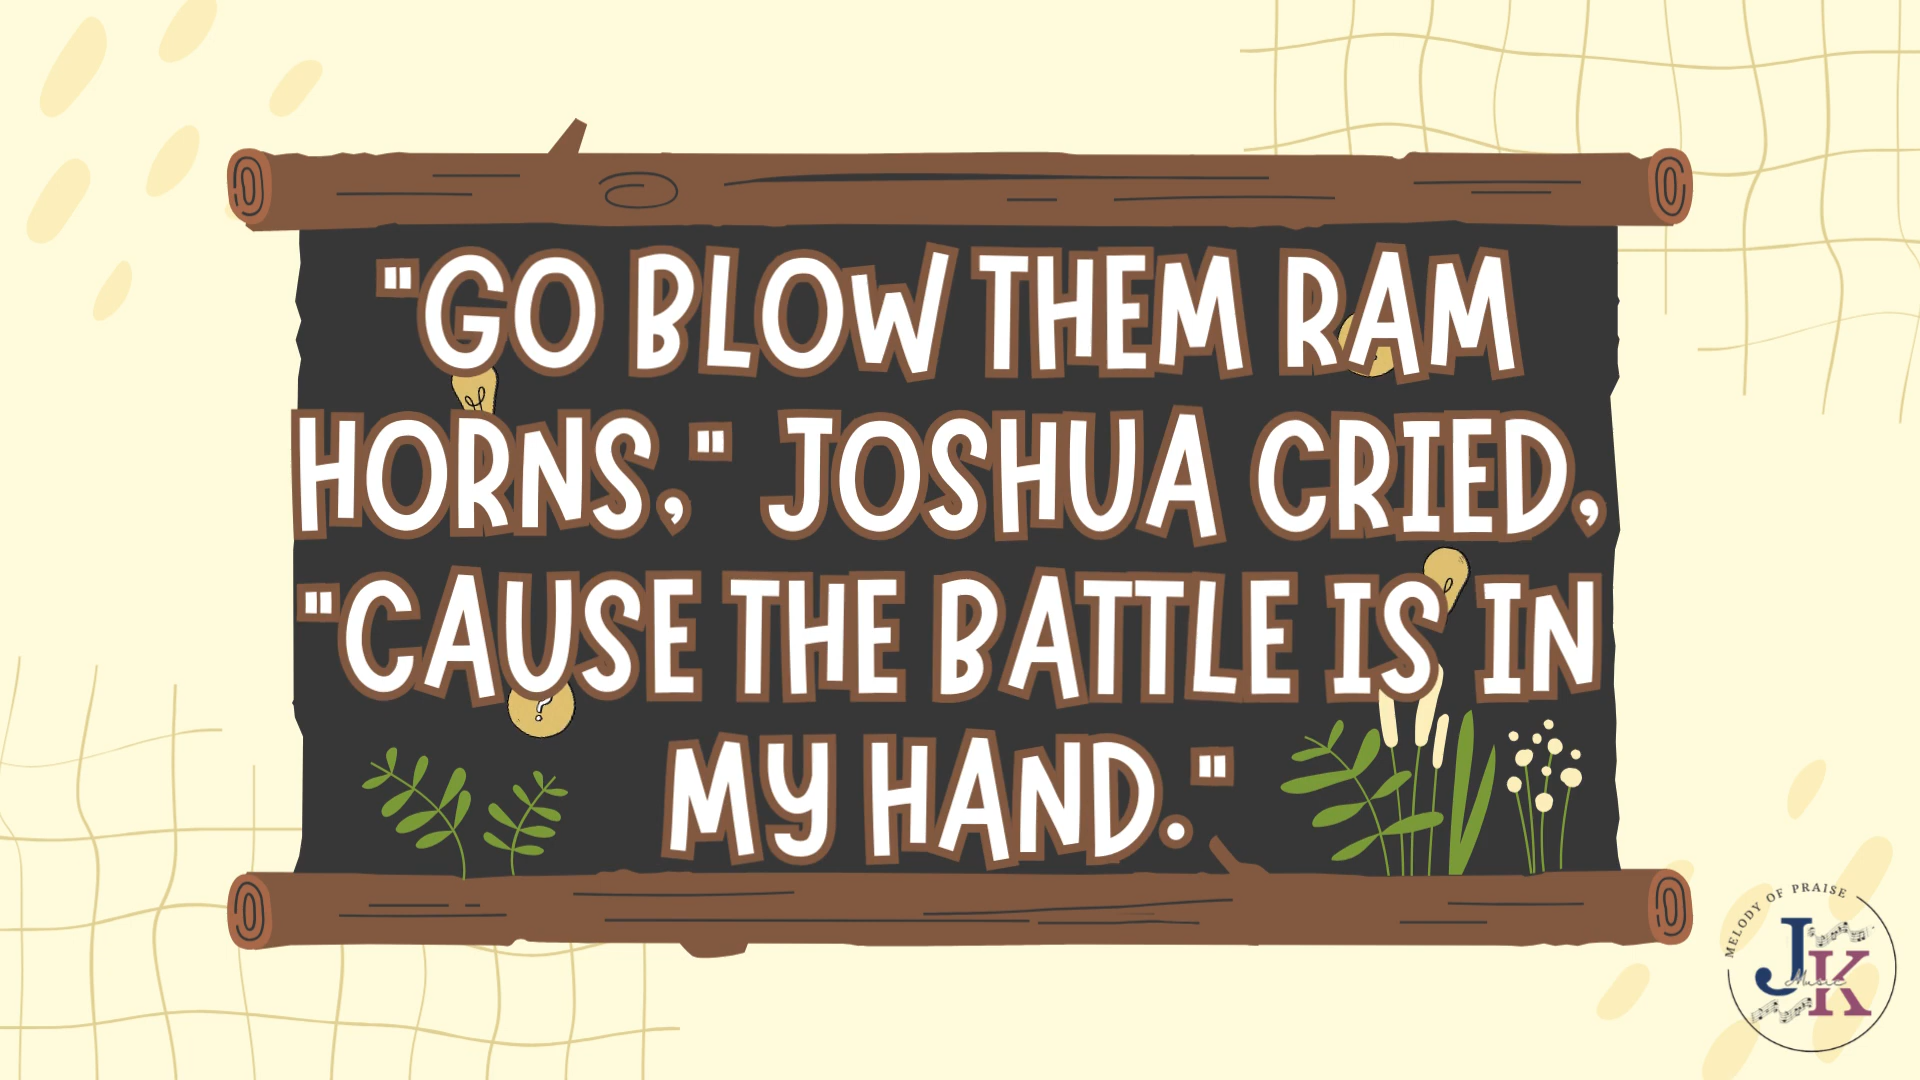 "GO BLOW THEM RAM
HORNS," JOSHUA CRIED,
"CAUSE THE BATTLE IS IN
MY HAND."
?
MELODY OF PRAISE
JK
Music